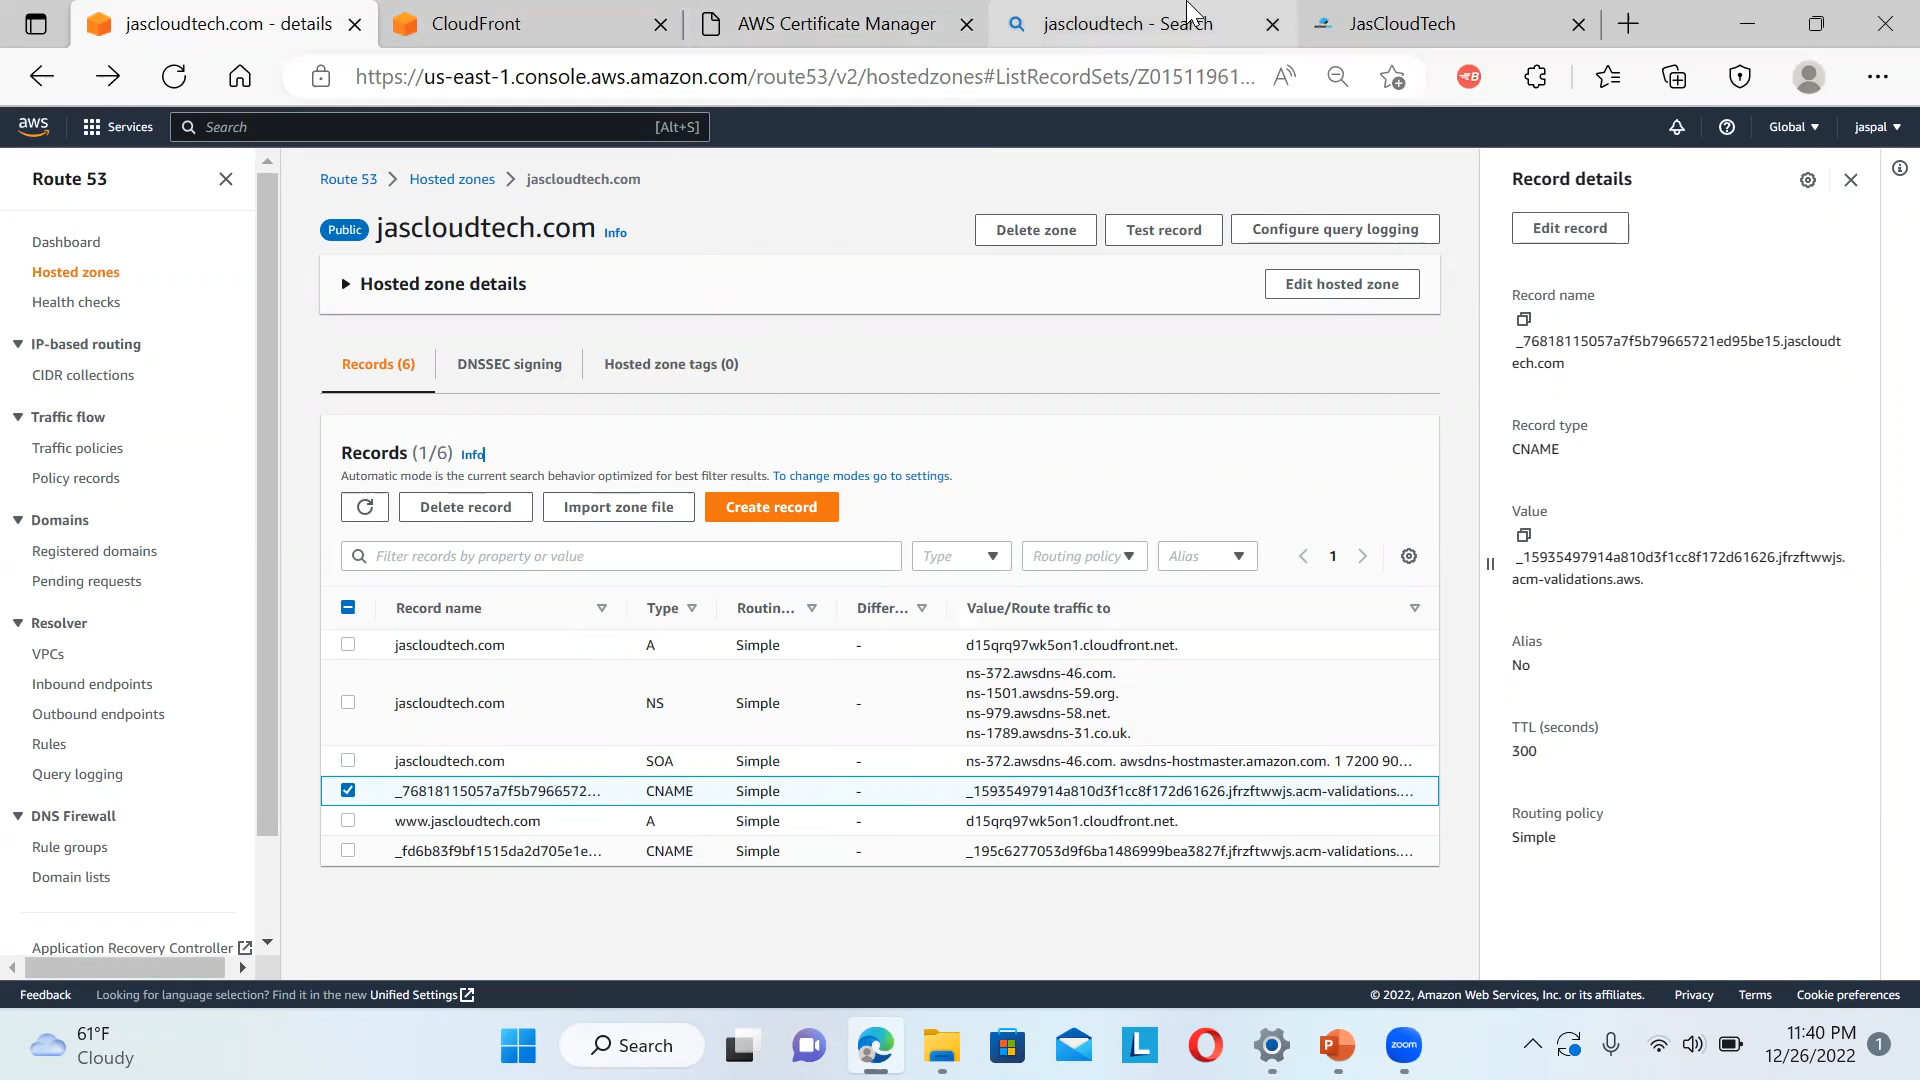 jascloudtech.com - details
CloudFront
AWS Certificate Manager
jascloudtech - Search
JasCloudTech
https://us-east-1.console.aws.amazon.com/route53/v2/hostedzones#ListRecordSets/Z01511961...
aws
Services
Search
[Alt+S]
Global
jaspal
Route 53
Dashboard
Hosted zones
Health checks
IP-based routing
CIDR collections
Traffic flow
Traffic policies
Policy records
Domains
Registered domains
Pending requests
Resolver
VPCs
Inbound endpoints
Outbound endpoints
Rules
Query logging
DNS Firewall
Rule groups
Domain lists
Application Recovery Controller
Route 53 > Hosted zones > jascloudtech.com
Public jascloudtech.com Info
Delete zone
Test record
Configure query logging
Hosted zone details
Edit hosted zone
Records (6)
DNSSEC signing
Hosted zone tags (0)
Records (1/6) Info
Automatic mode is the current search behavior optimized for best filter results. To change modes go to settings.
Delete record
Import zone file
Create record
Filter records by property or value
Type
Routing policy
Alias
1
Record name Type Routin... Differ... Value/Route traffic to
jascloudtech.com A Simple - d15qrq97wk5on1.cloudfront.net.
jascloudtech.com NS Simple - ns-372.awsdns-46.com.
ns-1501.awsdns-59.org.
ns-979.awsdns-58.net.
ns-1789.awsdns-31.co.uk.
jascloudtech.com SOA Simple - ns-372.awsdns-46.com. awsdns-hostmaster.amazon.com. 1 7200 90...
_76818115057a7f5b7966572... CNAME Simple - _15935497914a810d3f1cc8f172d61626.jfrzftwwjs.acm-validations....
www.jascloudtech.com A Simple - d15qrq97wk5on1.cloudfront.net.
_fd6b83f9bf1515da2d705e1e... CNAME Simple - _195c6277053d9f6ba1486999bea3827f.jfrzftwwjs.acm-validations....
Record details
Edit record
Record name
_76818115057a7f5b79665721ed95be15.jascloudt
ech.com
Record type
CNAME
Value
_15935497914a810d3f1cc8f172d61626.jfrzftwwjs.
acm-validations.aws.
Alias
No
TTL (seconds)
300
Routing policy
Simple
Feedback
Looking for language selection? Find it in the new Unified Settings
© 2022, Amazon Web Services, Inc. or its affiliates.
Privacy
Terms
Cookie preferences
61°F
Cloudy
Search
zoom
11:40 PM
12/26/2022
1